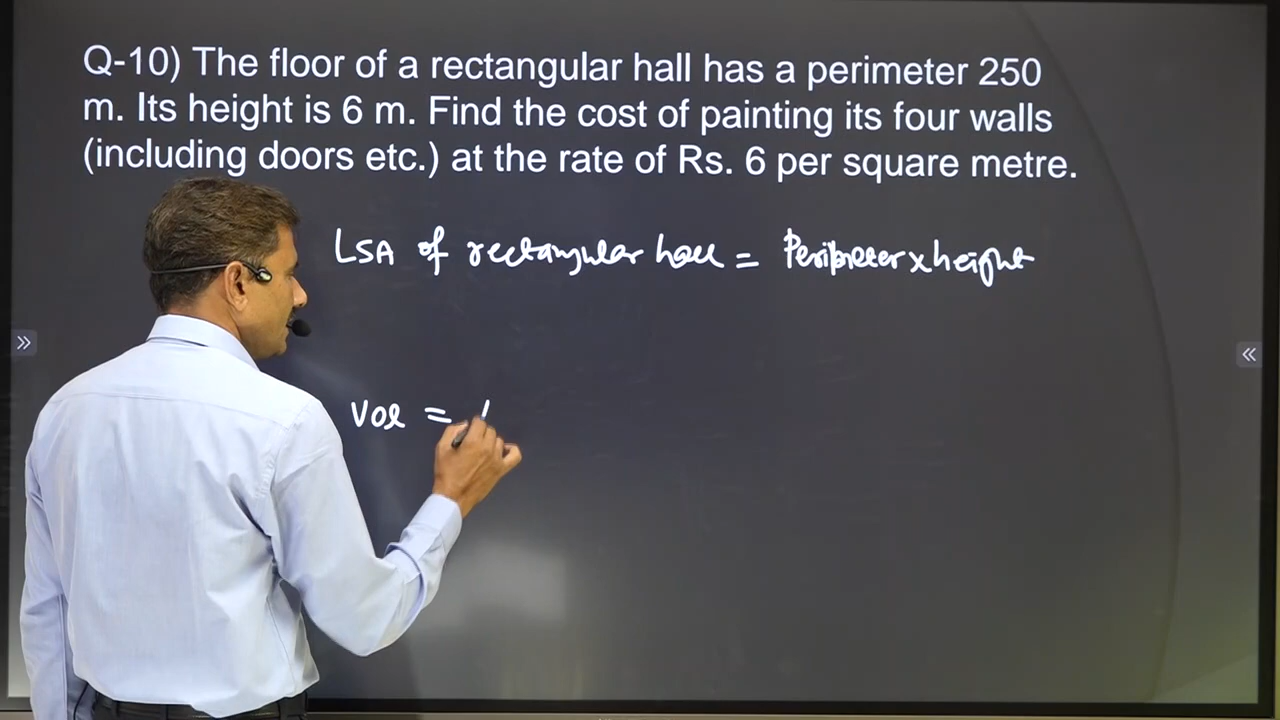 Q-10) The floor of a rectangular hall has a perimeter 250
m. Its height is 6 m. Find the cost of painting its four walls
(including doors etc.) at the rate of Rs. 6 per square metre.
LSA of rectangular hall = Perimeter x height
Vol =